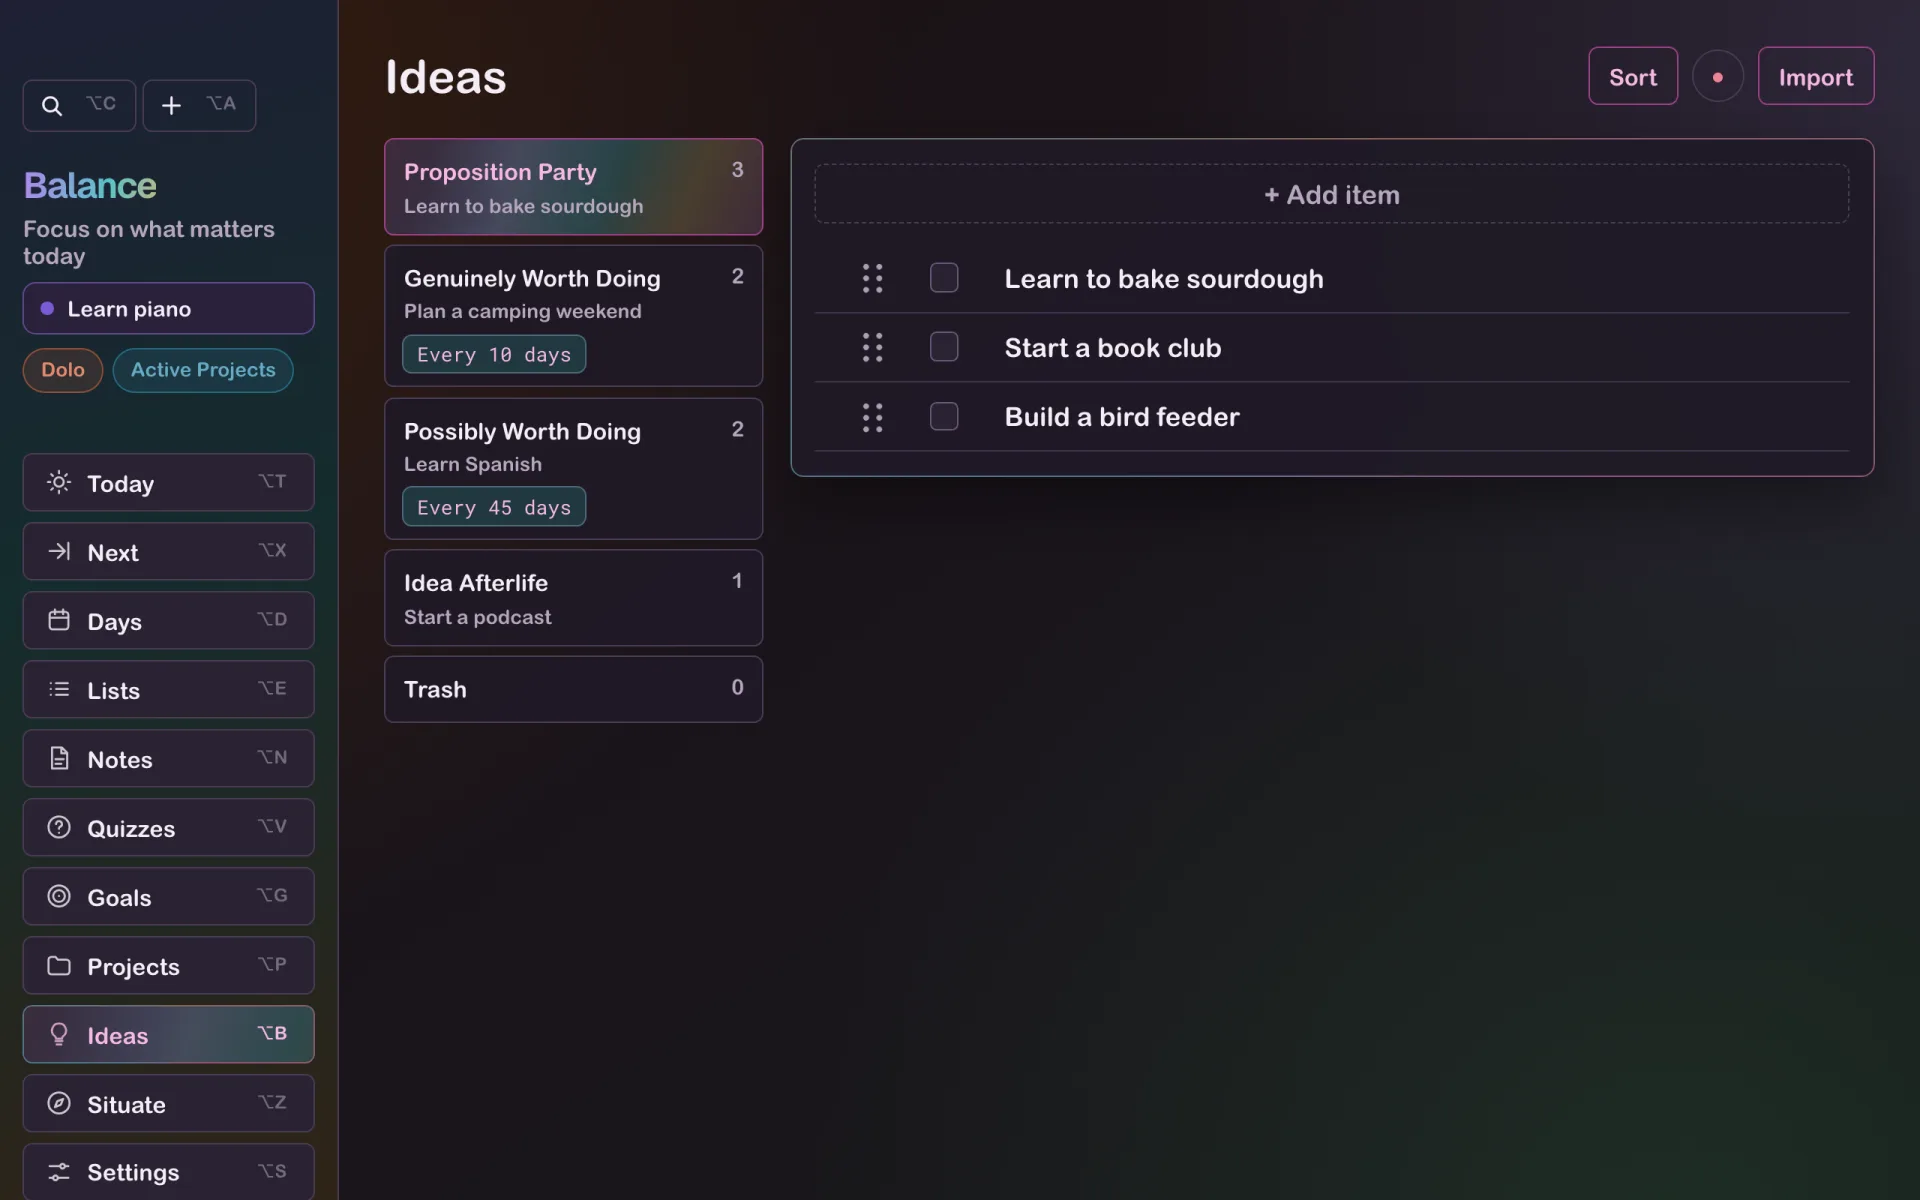 ⌥C
⌥A
Balance
Focus on what matters
today
Learn piano
Dolo
Active Projects
Today ⌥T
Next ⌥X
Days ⌥D
Lists ⌥E
Notes ⌥N
Quizzes ⌥V
Goals ⌥G
Projects ⌥P
Ideas ⌥B
Situate ⌥Z
Settings ⌥S
Ideas
Sort
Import
Proposition Party 3
Learn to bake sourdough
Genuinely Worth Doing 2
Plan a camping weekend
Every 10 days
Possibly Worth Doing 2
Learn Spanish
Every 45 days
Idea Afterlife 1
Start a podcast
Trash 0
+ Add item
Learn to bake sourdough
Start a book club
Build a bird feeder